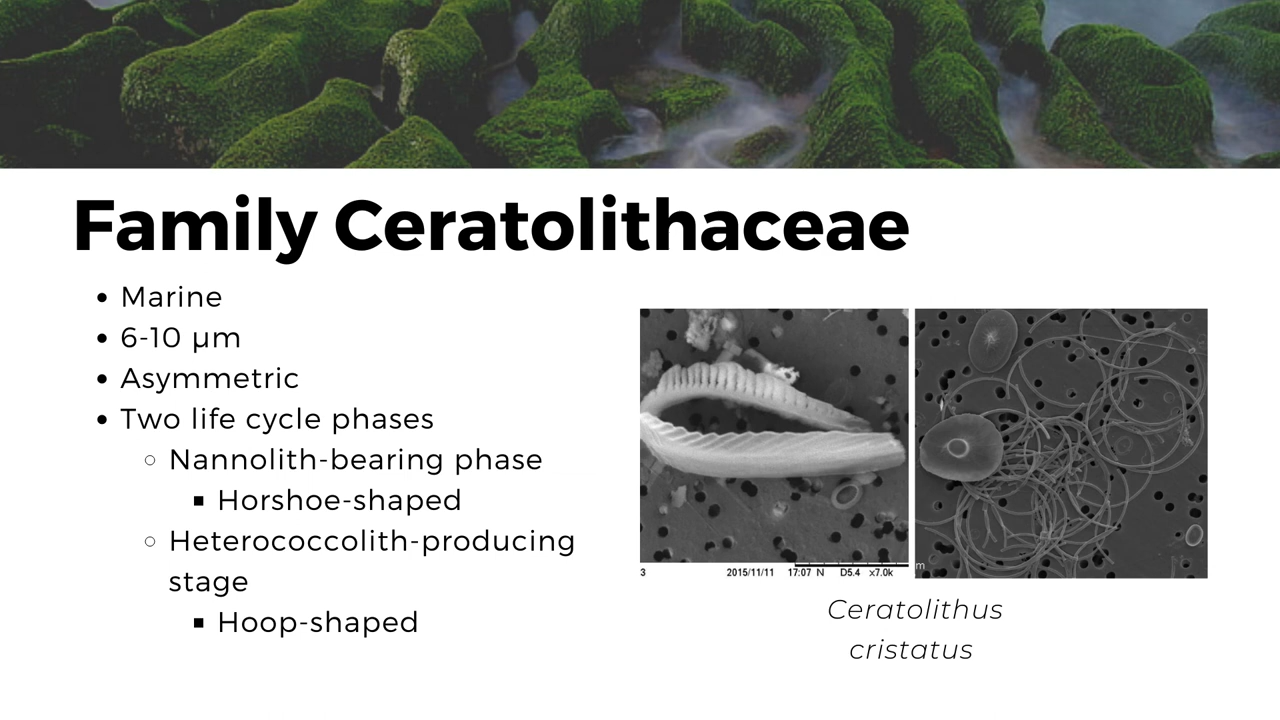 Family Ceratolithaceae
Marine
6-10 µm
Asymmetric
Two life cycle phases
Nannolith-bearing phase
Horshoe-shaped
Heterococcolith-producing
stage
Hoop-shaped
3 2015/11/11 17:07 N D5.4 x7.0k m
Ceratolithus
cristatus